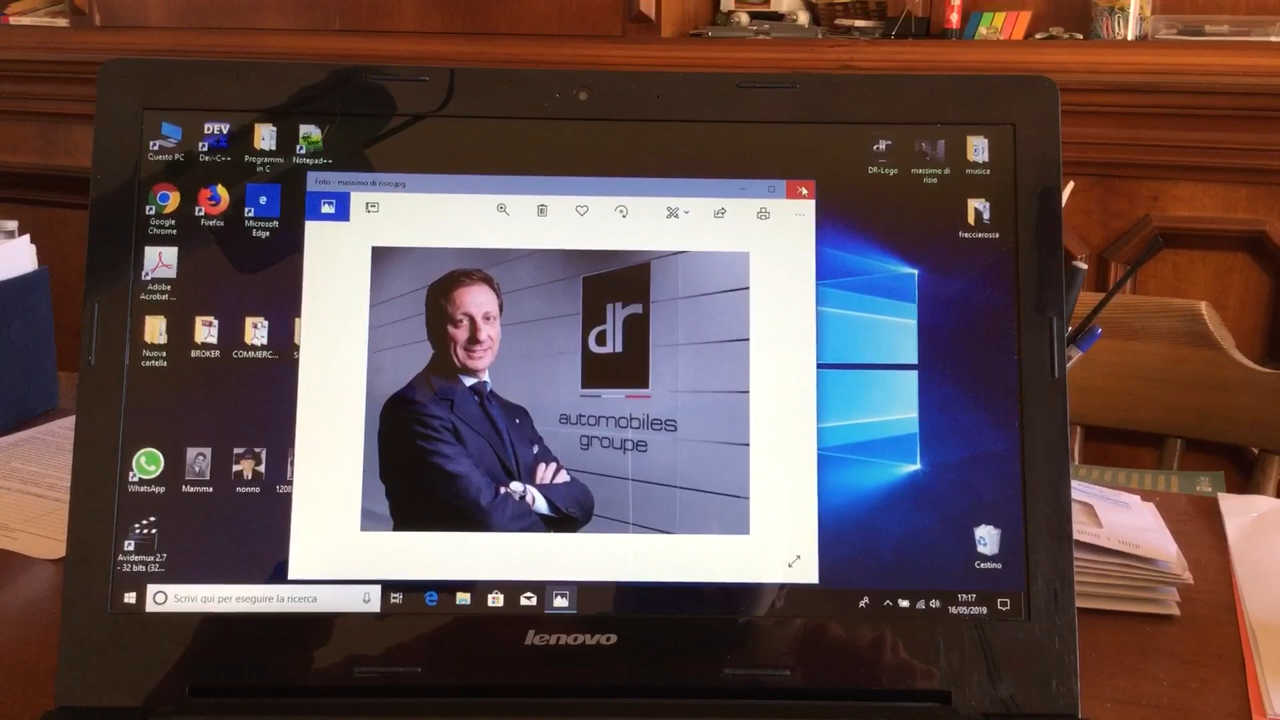 Questo PC
Dev-C++
Programmi
in C
Notepad++
DR-Logo
massimo di
risio
musica
Foto - massimo di risio.jpg
Google
Chrome
Firefox
Microsoft
Edge
frecciarossa
Adobe
Acrobat ...
dr
automobiles
groupe
Nuova
cartella
BROKER
COMMERC...
WhatsApp
Mamma
nonno
1208
Avidemux 2.7
- 32 bits (32...
Cestino
Scrivi qui per eseguire la ricerca
17:17
16/05/2019
lenovo